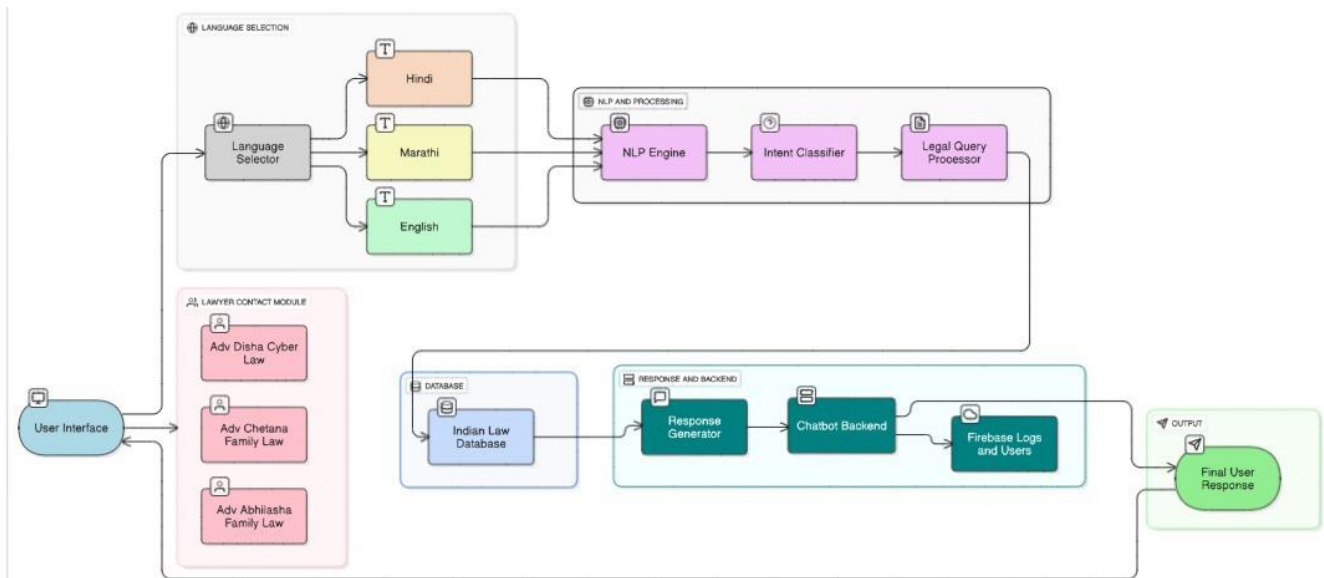 LANGUAGE SELECTION
Language
Selector
Hindi
Marathi
English
NLP AND PROCESSING
NLP Engine
Intent Classifier
Legal Query
Processor
LAWYER CONTACT MODULE
Adv Disha Cyber
Law
Adv Chetana
Family Law
Adv Abhilasha
Family Law
User Interface
DATABASE
Indian Law
Database
RESPONSE AND BACKEND
Response
Generator
Chatbot Backend
Firebase Logs
and Users
OUTPUT
Final User
Response